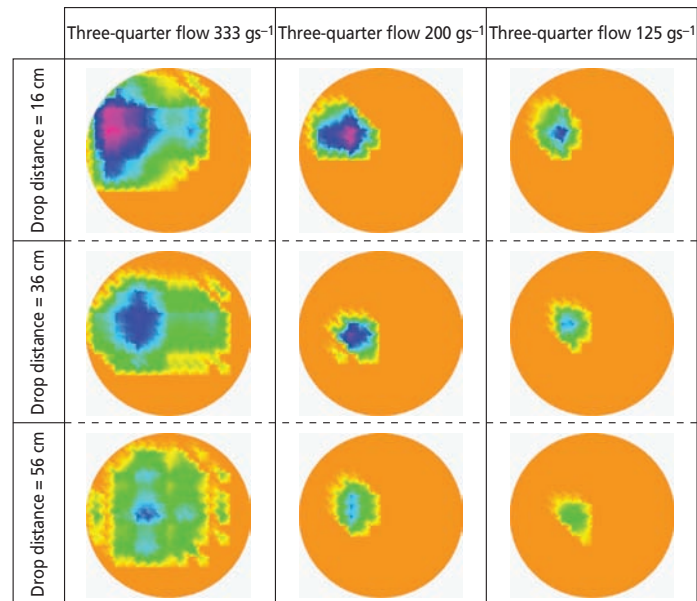 Three-quarter flow 333 gs⁻¹ Three-quarter flow 200 gs⁻¹ Three-quarter flow 125 gs⁻¹
Drop distance = 16 cm
Drop distance = 36 cm
Drop distance = 56 cm